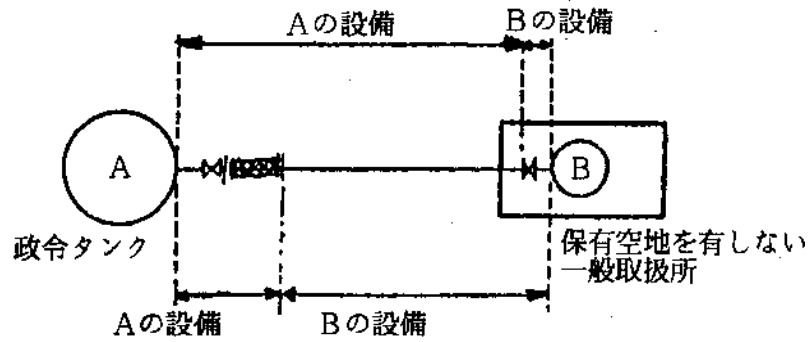 Aの設備
Bの設備
A
B
政令タンク
保有空地を有しない
一般取扱所
Aの設備
Bの設備